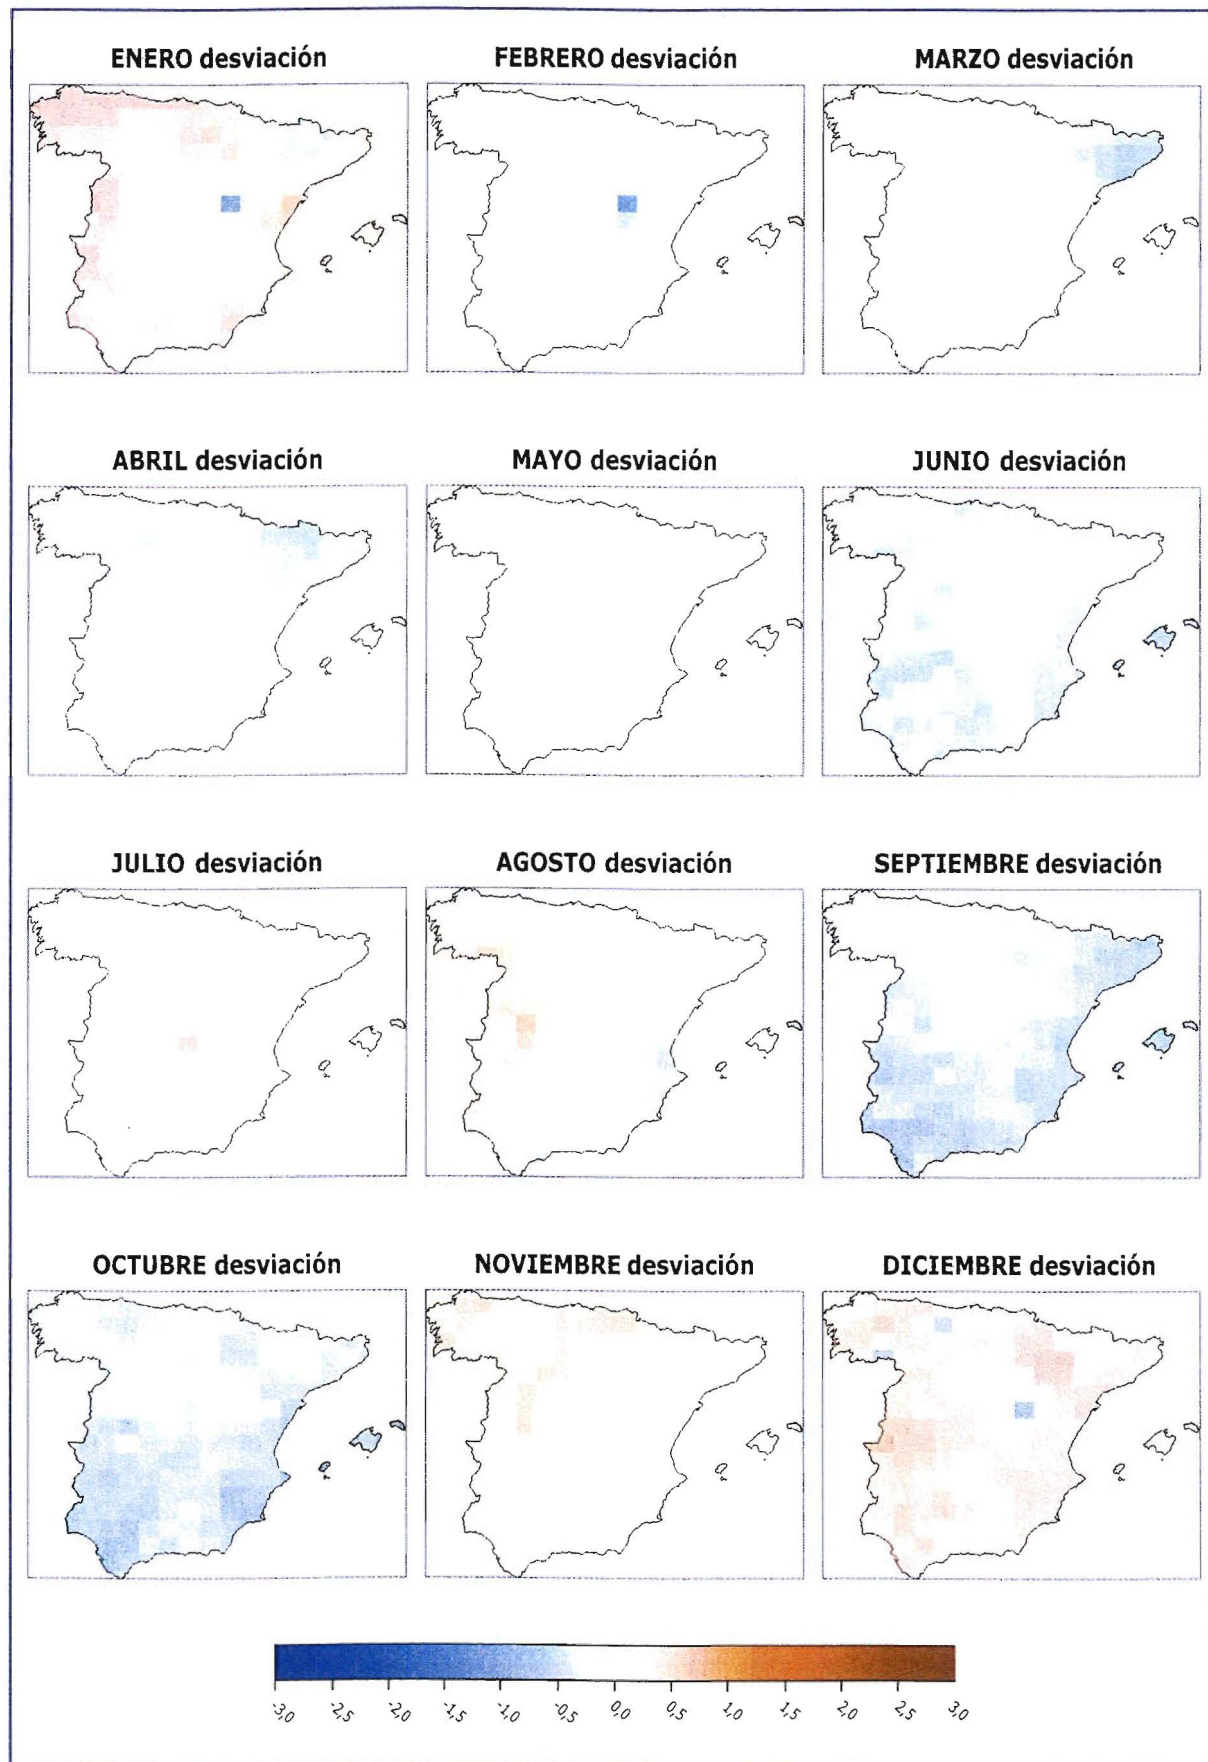 ENERO desviación FEBRERO desviación MARZO desviación
ABRIL desviación MAYO desviación JUNIO desviación
JULIO desviación AGOSTO desviación SEPTIEMBRE desviación
OCTUBRE desviación NOVIEMBRE desviación DICIEMBRE desviación
-3,0 -2,5 -2,0 -1,5 -1,0 -0,5 0,0 0,5 1,0 1,5 2,0 2,5 3,0